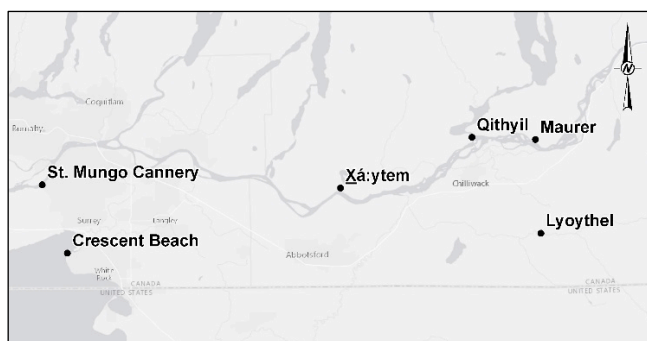 N
Coquitlam
Burnaby
Qithyil
Maurer
St. Mungo Cannery
X̲á:ytem
Chilliwack
Surrey
Langley
Lyoythel
Crescent Beach
Abbotsford
White
Rock
CANADA
UNITED STATES
CANADA
UNITED STATES